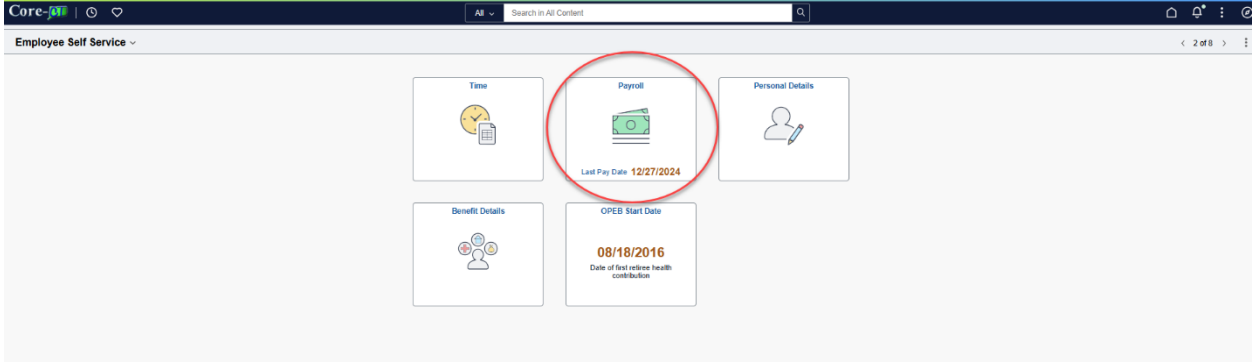 Core-CT
All
Search in All Content
Employee Self Service
2 of 8
Time
Payroll
Personal Details
Last Pay Date 12/27/2024
Benefit Details
OPEB Start Date
08/18/2016
Date of first retiree health
contribution